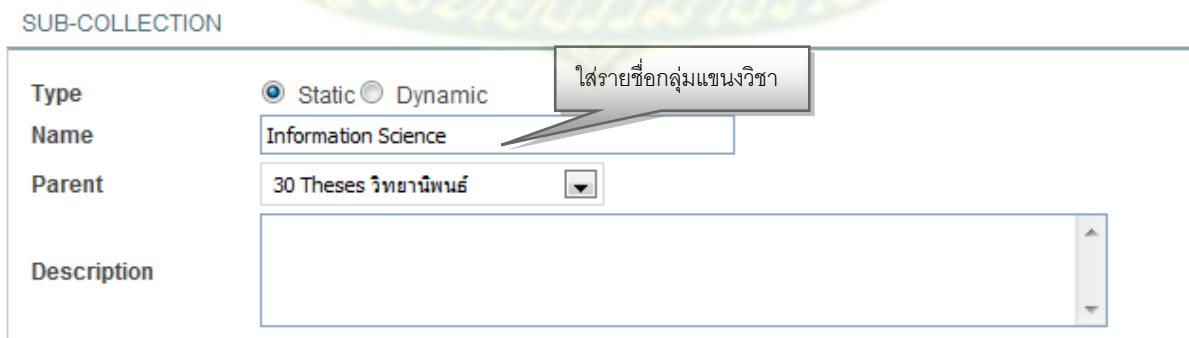 SUB-COLLECTION
ใส่รายชื่อกลุ่มแขนงวิชา
Type Static Dynamic
Name Information Science
Parent 30 Theses วิทยานิพนธ์
Description